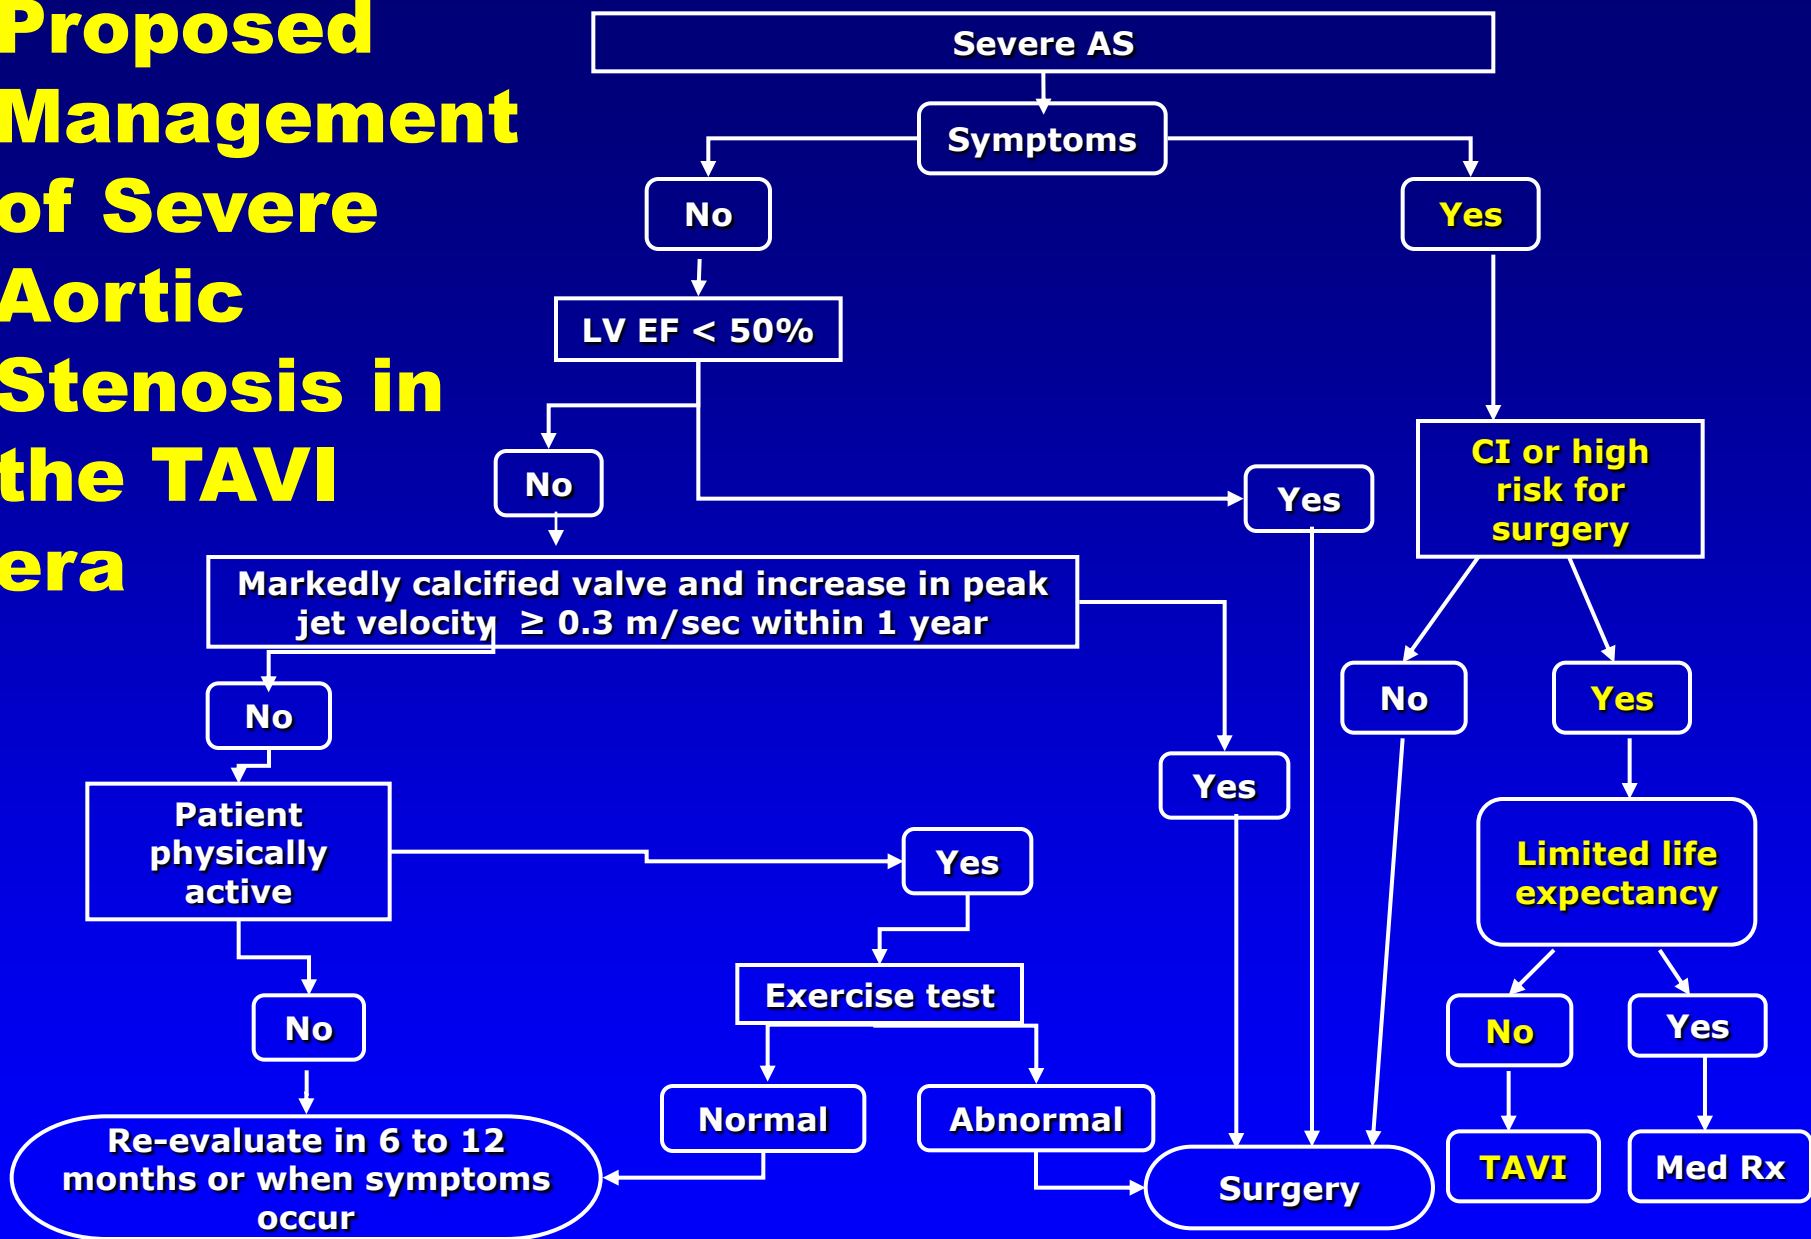 Proposed
Management
of Severe
Aortic
Stenosis in
the TAVI
era
Severe AS
Symptoms
No
Yes
LV EF < 50%
No
Yes
CI or high
risk for
surgery
Markedly calcified valve and increase in peak
jet velocity ≥ 0.3 m/sec within 1 year
No
Yes
No
Yes
Patient
physically
active
Yes
Limited life
expectancy
No
Exercise test
No
Yes
Normal
Abnormal
Re-evaluate in 6 to 12
months or when symptoms
occur
Surgery
TAVI
Med Rx